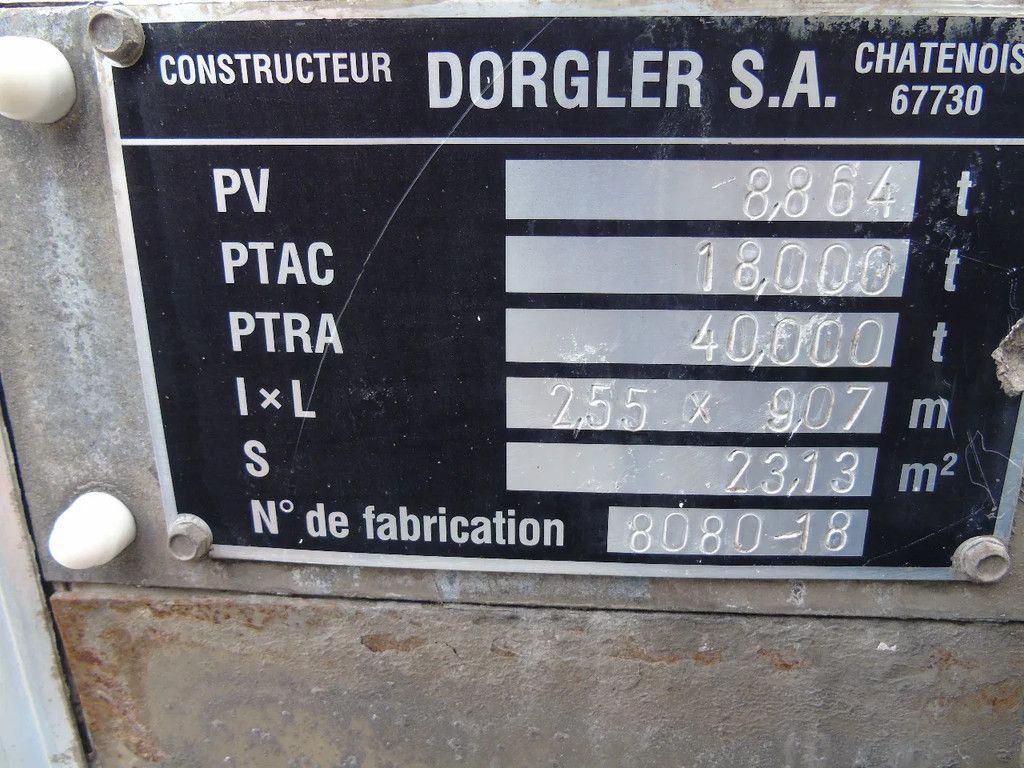 CONSTRUCTEUR DORGLER S.A. CHATENOIS
67730
PV 8,864 t
PTAC 18,000 t
PTRA 40,000 t
l × L 2,55 × 9,07 m
S 23,13 m²
N° de fabrication 8080-18